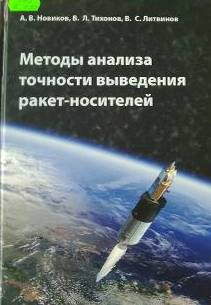 А. В. Новиков, В. Л. Тихонов, В. С. Литвинов
Методы анализа
точности выведения
ракет-носителей